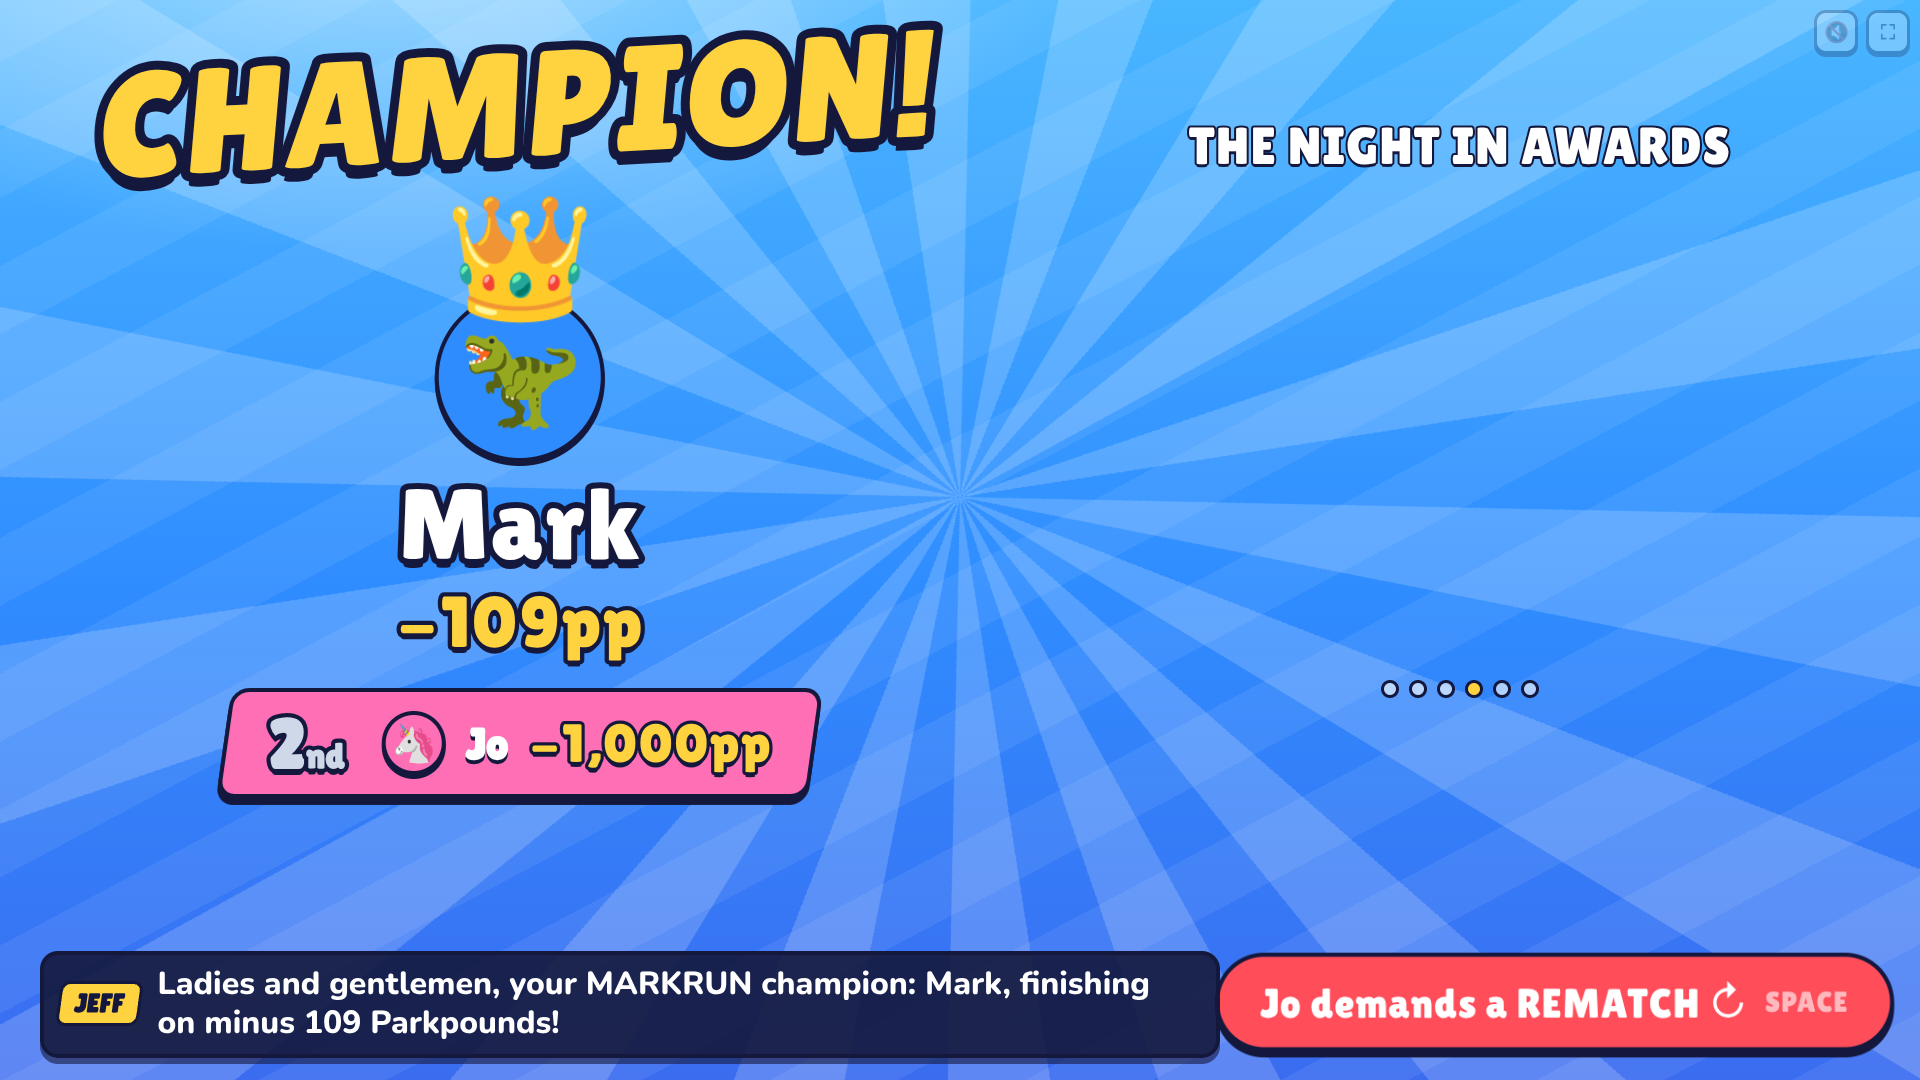 CHAMPION!
THE NIGHT IN AWARDS
Mark
–109pp
2nd Jo –1,000pp
JEFF
Ladies and gentlemen, your MARKRUN champion: Mark, finishing
on minus 109 Parkpounds!
Jo demands a REMATCH SPACE